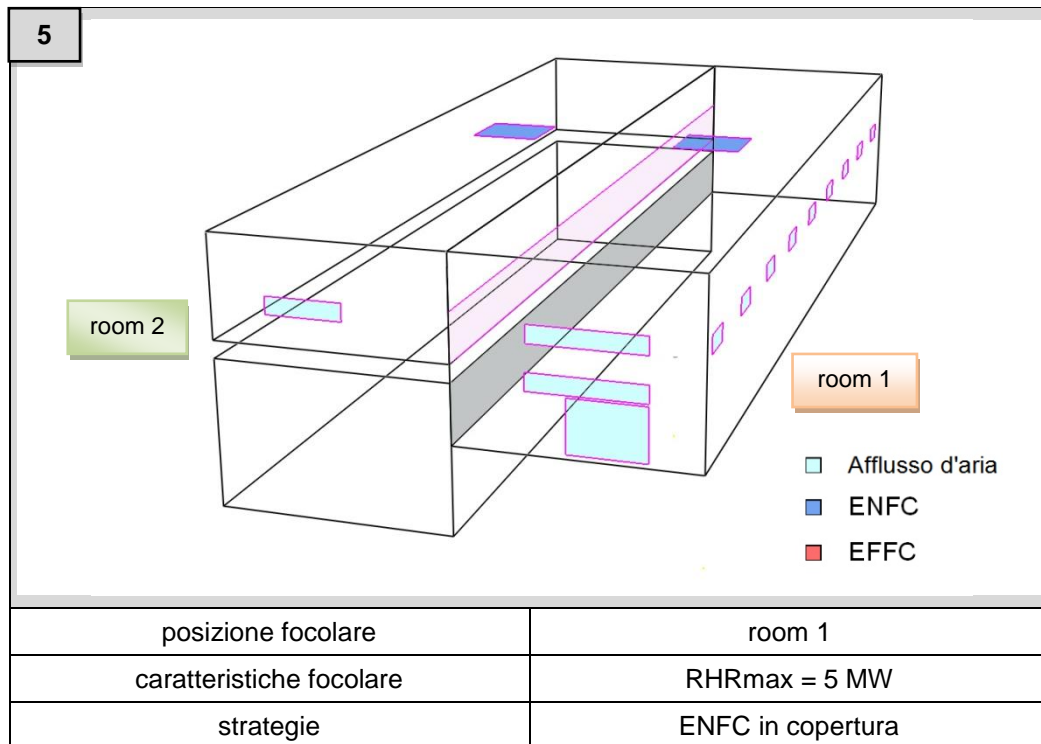 5
room 2
room 1
Afflusso d'aria
ENFC
EFFC
posizione focolare room 1
caratteristiche focolare RHRmax = 5 MW
strategie ENFC in copertura